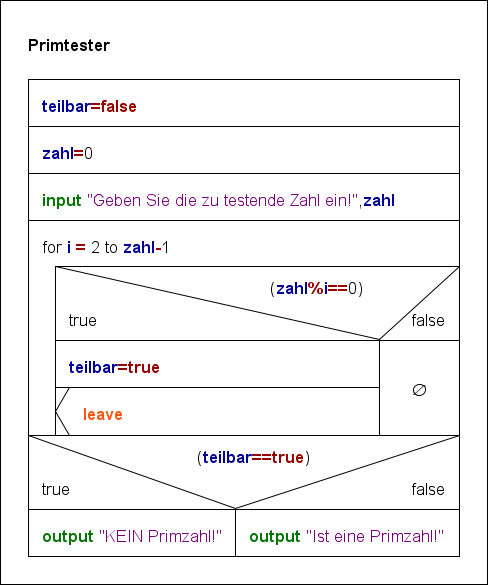 Primtester
teilbar=false
zahl=0
input "Geben Sie die zu testende Zahl ein!",zahl
for i = 2 to zahl-1
(zahl%i==0)
true false
teilbar=true
∅
leave
(teilbar==true)
true false
output "KEIN Primzahl!" output "Ist eine Primzahl!"